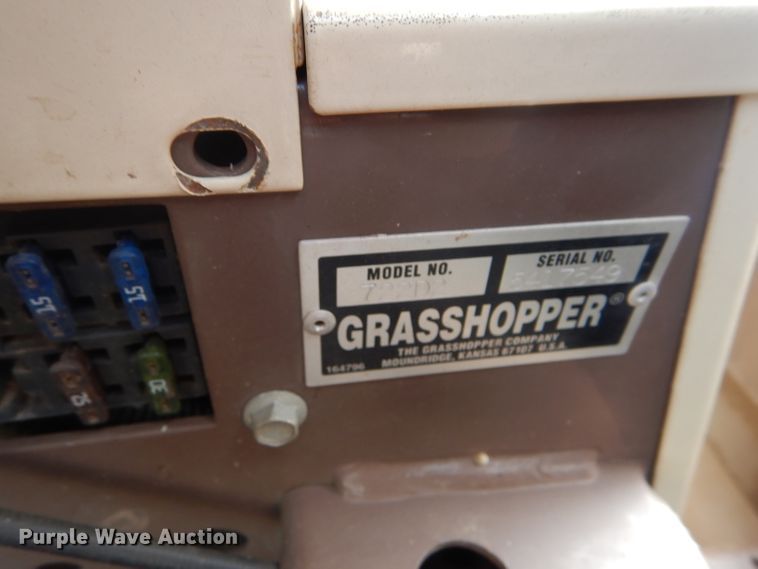 MODEL NO.
SERIAL NO.
GRASSHOPPER®
THE GRASSHOPPER COMPANY
164796
MOUNDRIDGE, KANSAS 67107 U.S.A.
15
15
Purple Wave Auction